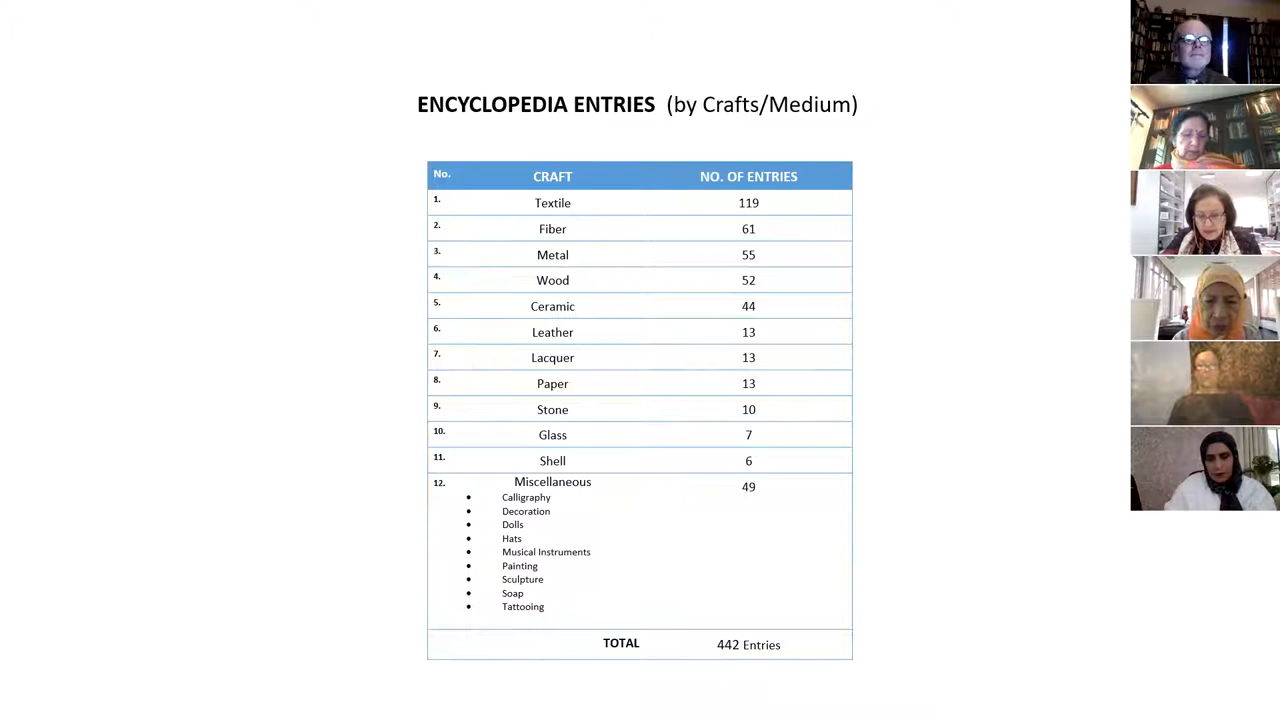 ENCYCLOPEDIA ENTRIES (by Crafts/Medium)
No. CRAFT NO. OF ENTRIES
1. Textile 119
2. Fiber 61
3. Metal 55
4. Wood 52
5. Ceramic 44
6. Leather 13
7. Lacquer 13
8. Paper 13
9. Stone 10
10. Glass 7
11. Shell 6
12. Miscellaneous 49
• Calligraphy
• Decoration
• Dolls
• Hats
• Musical Instruments
• Painting
• Sculpture
• Soap
• Tattooing
TOTAL 442 Entries